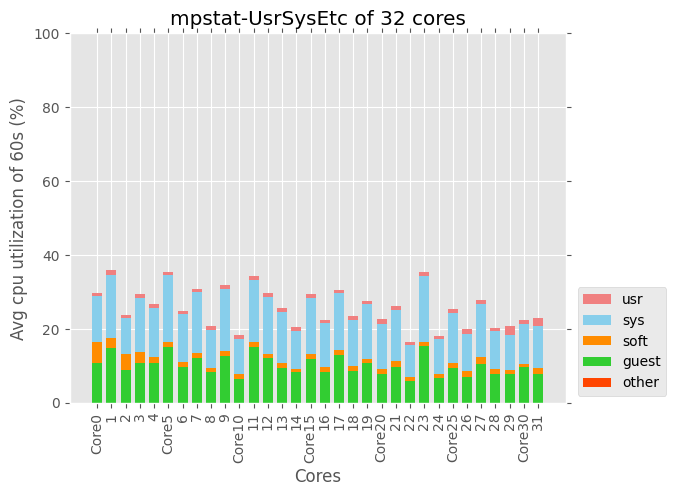 mpstat-UsrSysEtc of 32 cores
Avg cpu utilization of 60s (%)
100
80
60
40
20
0
usr
sys
soft
guest
other
Core0
1
2
3
4
Core5
6
7
8
9
Core10
11
12
13
14
Core15
16
17
18
19
Core20
21
22
23
24
Core25
26
27
28
29
Core30
31
Cores